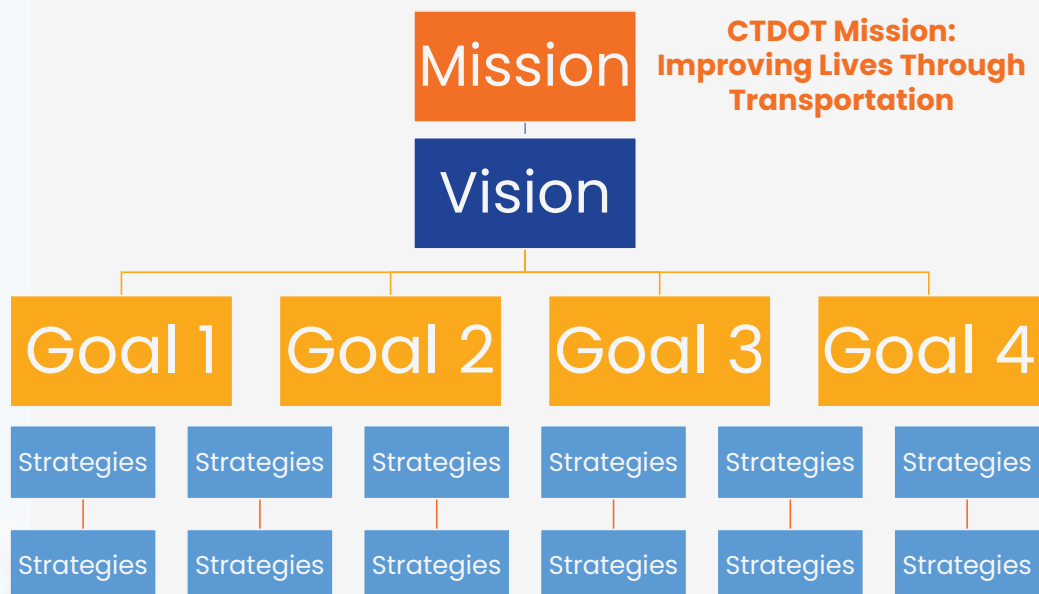 Mission
CTDOT Mission:
Improving Lives Through
Transportation
Vision
Goal 1
Goal 2
Goal 3
Goal 4
Strategies
Strategies
Strategies
Strategies
Strategies
Strategies
Strategies
Strategies
Strategies
Strategies
Strategies
Strategies